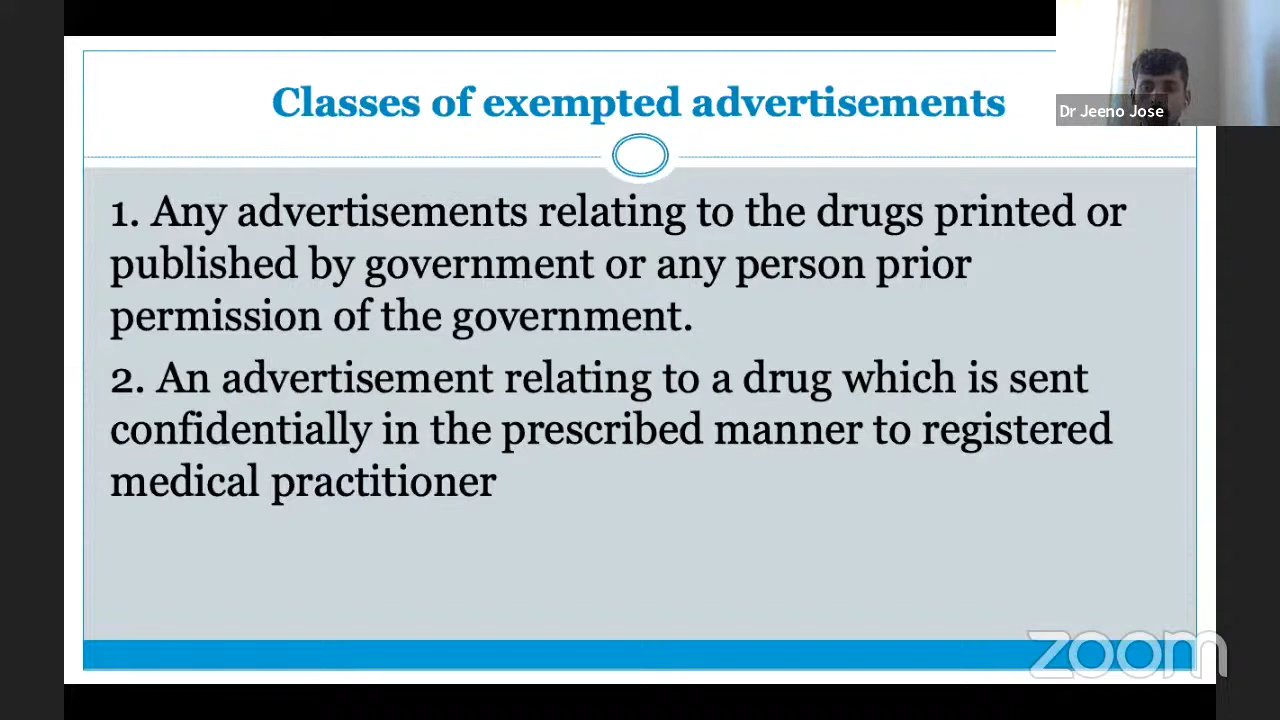 Classes of exempted advertisements
Dr Jeeno Jose
1. Any advertisements relating to the drugs printed or
published by government or any person prior
permission of the government.
2. An advertisement relating to a drug which is sent
confidentially in the prescribed manner to registered
medical practitioner
zoom